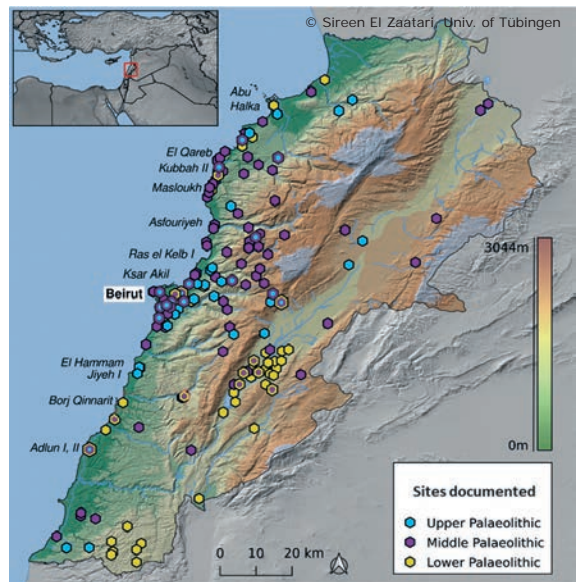 © Sireen El Zaatari, Univ. of Tübingen
Abu
Halka
El Qareb
Kubbah II
Masloukh
Asfouriyeh
Ras el Kelb I
Ksar Akil
Beirut
El Hammam
Jiyeh I
Borj Qinnarit
Adlun I, II
3044m
0m
Sites documented
Upper Palaeolithic
Middle Palaeolithic
Lower Palaeolithic
0 10 20 km